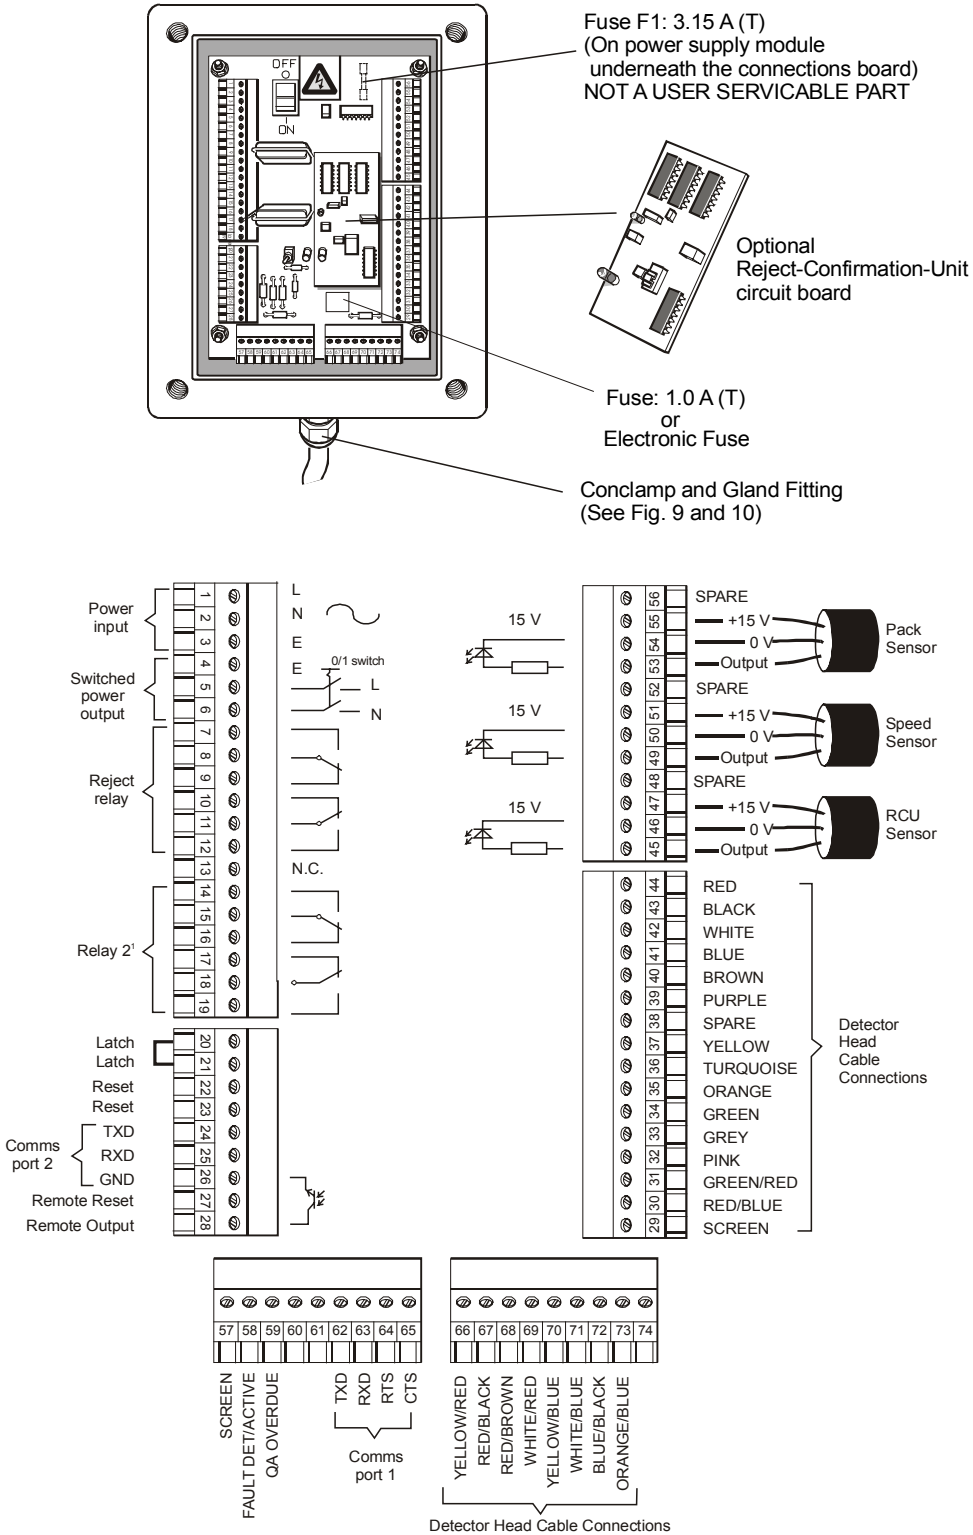 Fuse F1: 3.15 A (T)
(On power supply module
underneath the connections board)
NOT A USER SERVICABLE PART
OFF
ON
Optional
Reject-Confirmation-Unit
circuit board
Fuse: 1.0 A (T)
or
Electronic Fuse
Conclamp and Gland Fitting
(See Fig. 9 and 10)
Power
input
Switched
power
output
Reject
relay
Relay 2¹
1
2
3
4
5
6
7
8
9
10
11
12
13
14
15
16
17
18
19
L
N
E
E
0/1 switch
L
N
N.C.
Latch
Latch
Reset
Reset
TXD
RXD
GND
Comms
port 2
Remote Reset
Remote Output
20
21
22
23
24
25
26
27
28
15 V
15 V
15 V
56
55
54
53
52
51
50
49
48
47
46
45
SPARE
+15 V
0 V
Output
Pack
Sensor
SPARE
+15 V
0 V
Output
Speed
Sensor
SPARE
+15 V
0 V
Output
RCU
Sensor
44 RED
43 BLACK
42 WHITE
41 BLUE
40 BROWN
39 PURPLE
38 SPARE
37 YELLOW
36 TURQUOISE
35 ORANGE
34 GREEN
33 GREY
32 PINK
31 GREEN/RED
30 RED/BLUE
29 SCREEN
Detector
Head
Cable
Connections
57 58 59 60 61 62 63 64 65
SCREEN
FAULT DET/ACTIVE
QA OVERDUE
TXD
RXD
RTS
CTS
Comms
port 1
66 67 68 69 70 71 72 73 74
YELLOW/RED
RED/BLACK
RED/BROWN
WHITE/RED
YELLOW/BLUE
WHITE/BLUE
BLUE/BLACK
ORANGE/BLUE
Detector Head Cable Connections